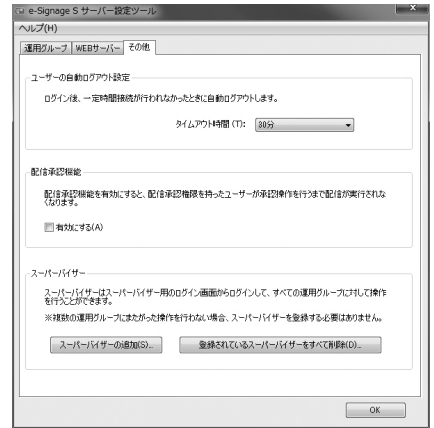 e-Signage S サーバー設定ツール
ヘルプ(H)
運用グループ WEBサーバー その他
ユーザーの自動ログアウト設定
ログイン後、一定時間接続が行われなかったときに自動ログアウトします。
タイムアウト時間 (T): 30分
配信承認機能
配信承認機能を有効にすると、配信承認権限を持ったユーザーが承認操作を行うまで配信が実行されな
くなります。
有効にする(A)
スーパーバイザー
スーパーバイザーはスーパーバイザー用のログイン画面からログインして、すべての運用グループに対して操作
を行うことができます。
※複数の運用グループにまたがった操作を行わない場合、スーパーバイザーを登録する必要はありません。
スーパーバイザーの追加(S)... 登録されているスーパーバイザーをすべて削除(D)...
OK